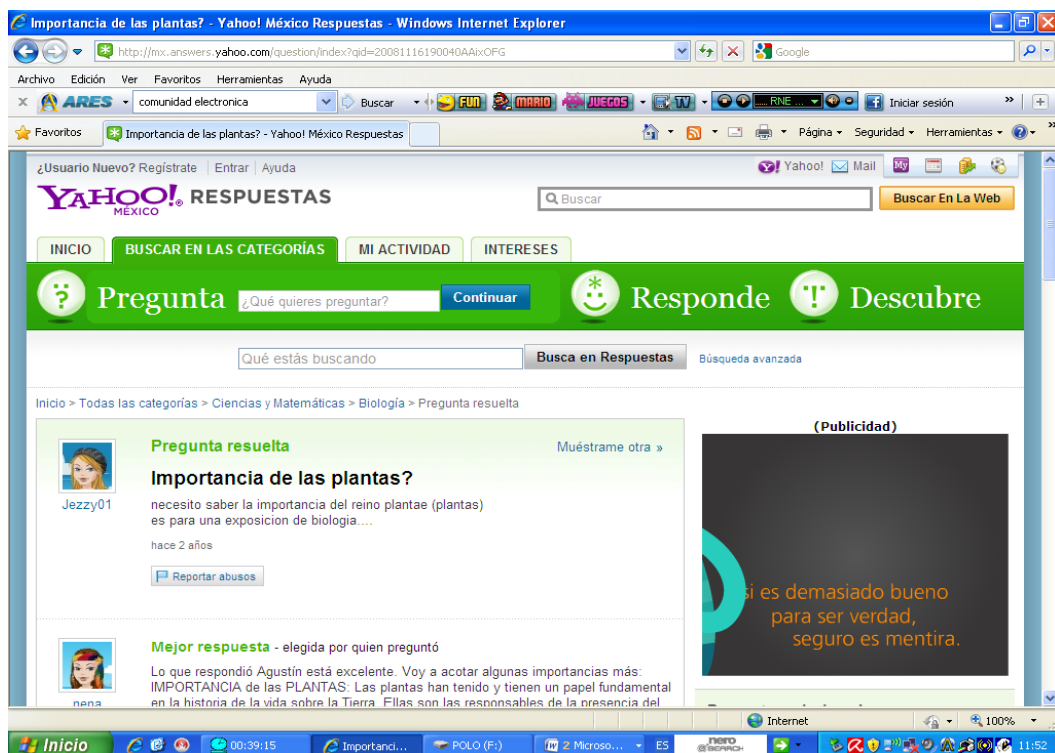 Importancia de las plantas? - Yahoo! México Respuestas - Windows Internet Explorer
http://mx.answers.yahoo.com/question/index?qid=20081116190040AAixOFG
Google
Archivo Edición Ver Favoritos Herramientas Ayuda
ARES comunidad electronica Buscar FUN MARIO JUEGOS TV RNE ... Iniciar sesión »
Favoritos Importancia de las plantas? - Yahoo! México Respuestas Página Seguridad Herramientas »
¿Usuario Nuevo? Regístrate Entrar Ayuda Yahoo! Mail My
YAHOO! MÉXICO RESPUESTAS Buscar Buscar En La Web
INICIO BUSCAR EN LAS CATEGORÍAS MI ACTIVIDAD INTERESES
Pregunta ¿Qué quieres preguntar? Continuar Responde Descubre
Qué estás buscando Busca en Respuestas Búsqueda avanzada
Inicio > Todas las categorías > Ciencias y Matemáticas > Biología > Pregunta resuelta
(Publicidad)
Pregunta resuelta Muéstrame otra »
Importancia de las plantas?
Jezzy01
necesito saber la importancia del reino plantae (plantas)
es para una exposicion de biologia....
hace 2 años
Reportar abusos
si es demasiado bueno
para ser verdad,
seguro es mentira.
Mejor respuesta - elegida por quien preguntó
Lo que respondió Agustín está excelente. Voy a acotar algunas importancias más:
IMPORTANCIA de las PLANTAS: Las plantas han tenido y tienen un papel fundamental
en la historia de la vida sobre la Tierra. Ellas son las responsables de la presencia del
nena
Internet 100%
Inicio 00:39:15 Importanci... POLO (F:) 2 Microso... ES nero SEARCH 11:52